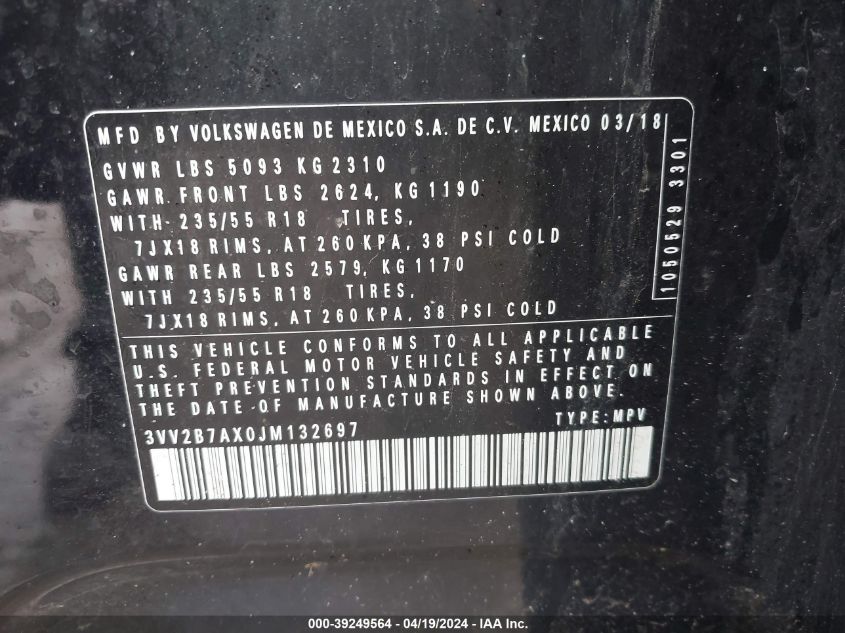 MFD BY VOLKSWAGEN DE MEXICO S.A. DE C.V. MEXICO 03/18
GVWR LBS 5093 KG 2310
GAWR FRONT LBS 2624, KG 1190
WITH 235/55 R18 TIRES,
7JX18 RIMS, AT 260 KPA, 38 PSI COLD
GAWR REAR LBS 2579, KG 1170
WITH 235/55 R18 TIRES,
7JX18 RIMS, AT 260 KPA, 38 PSI COLD
1050529 3301
THIS VEHICLE CONFORMS TO ALL APPLICABLE
U.S. FEDERAL MOTOR VEHICLE SAFETY AND
THEFT PREVENTION STANDARDS IN EFFECT ON
THE DATE OF MANUFACTURE SHOWN ABOVE.
3VV2B7AX0JM132697 TYPE: MPV
000-39249564 - 04/19/2024 - IAA Inc.